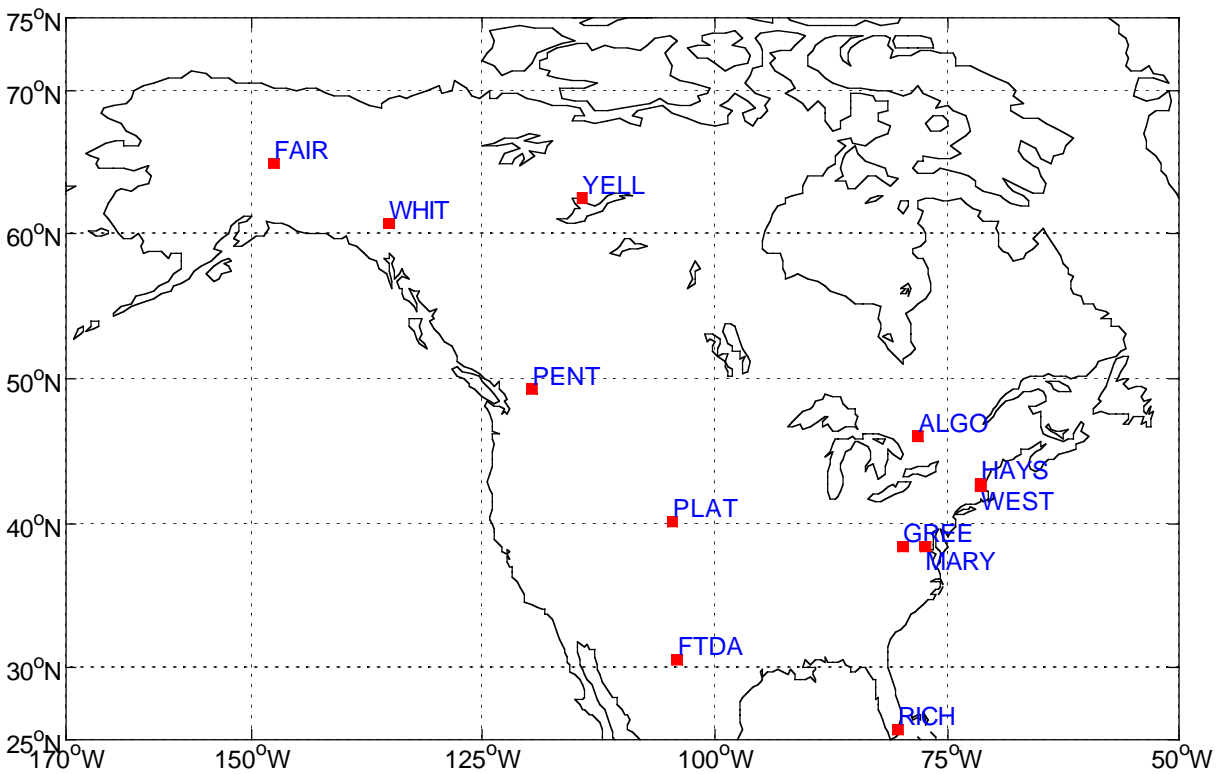 75°N
70°N
FAIR
YELL
WHIT
60°N
PENT
50°N
ALGO
HAYS
WEST
PLAT
40°N
GREE
MARY
FTDA
30°N
RICH
25°N
170°W 150°W 125°W 100°W 75°W 50°W